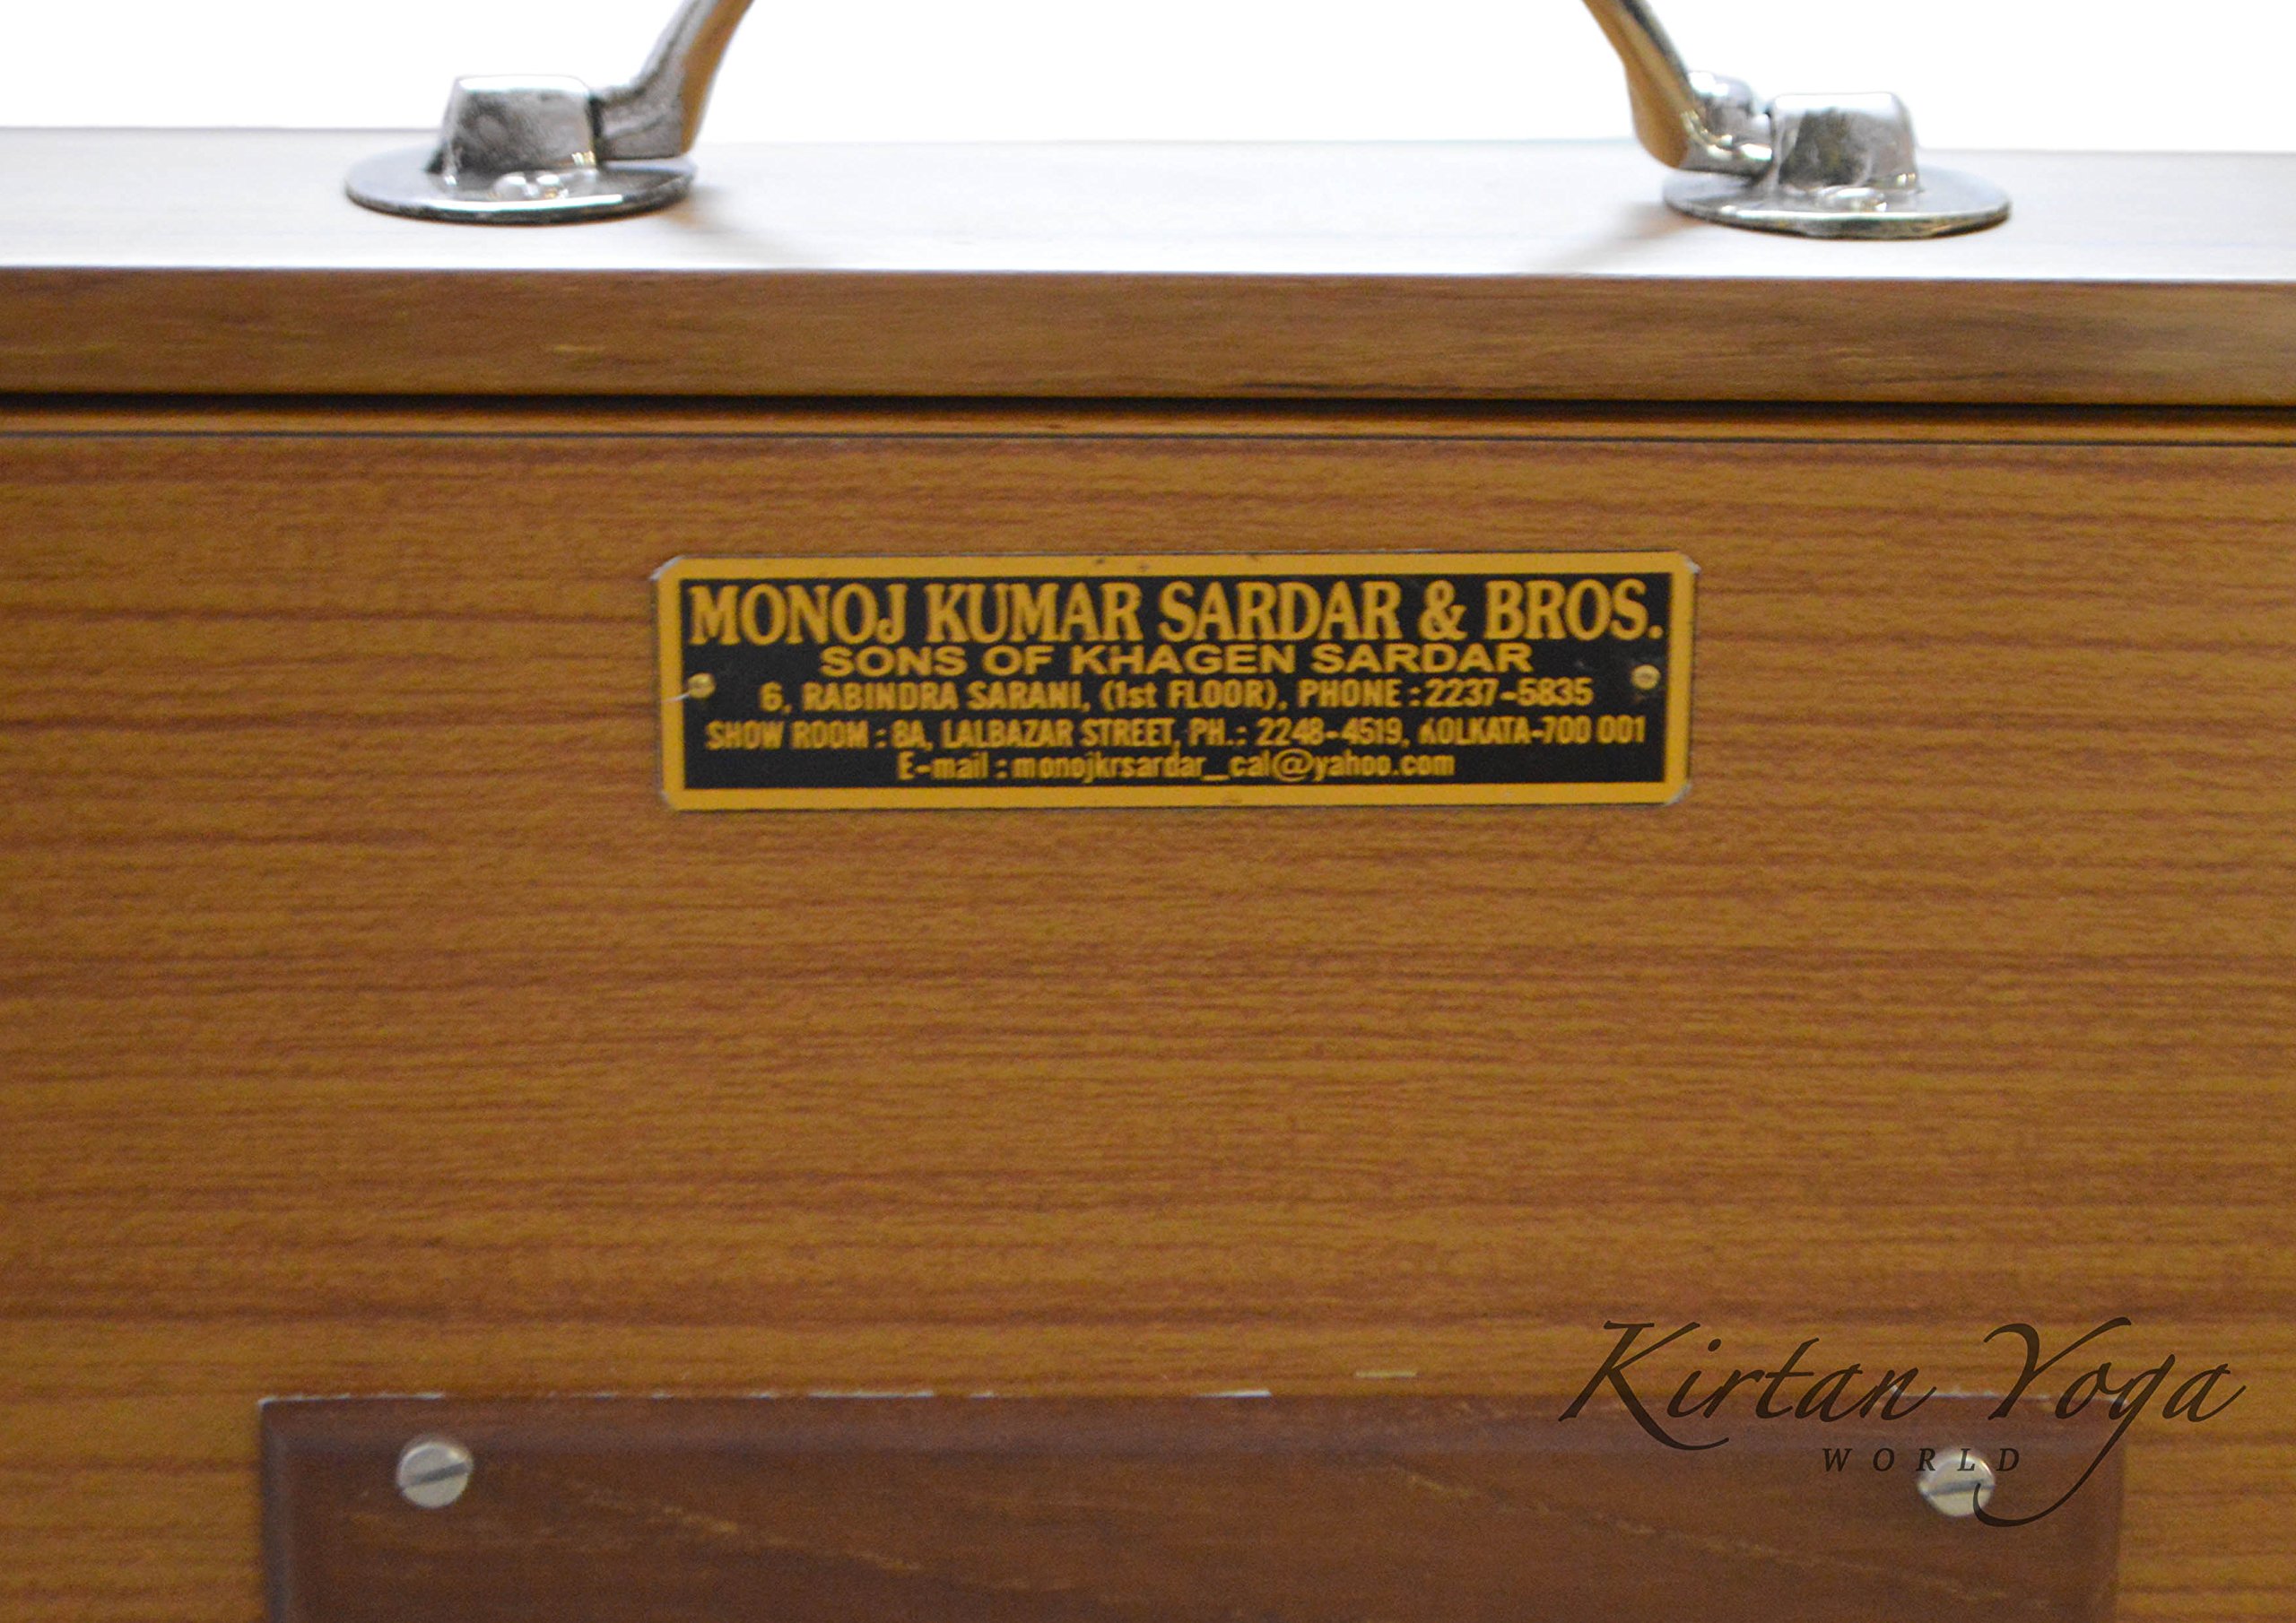 MONOJ KUMAR SARDAR & BROS.
SONS OF KHAGEN SARDAR
6, RABINDRA SARANI, (1st FLOOR), PHONE : 2237-5835
SHOW ROOM : 8A, LALBAZAR STREET, PH.: 2248-4519, KOLKATA-700 001
E-mail : monojkrsardar_cal@yahoo.com
Kirtan Yoga
WORLD